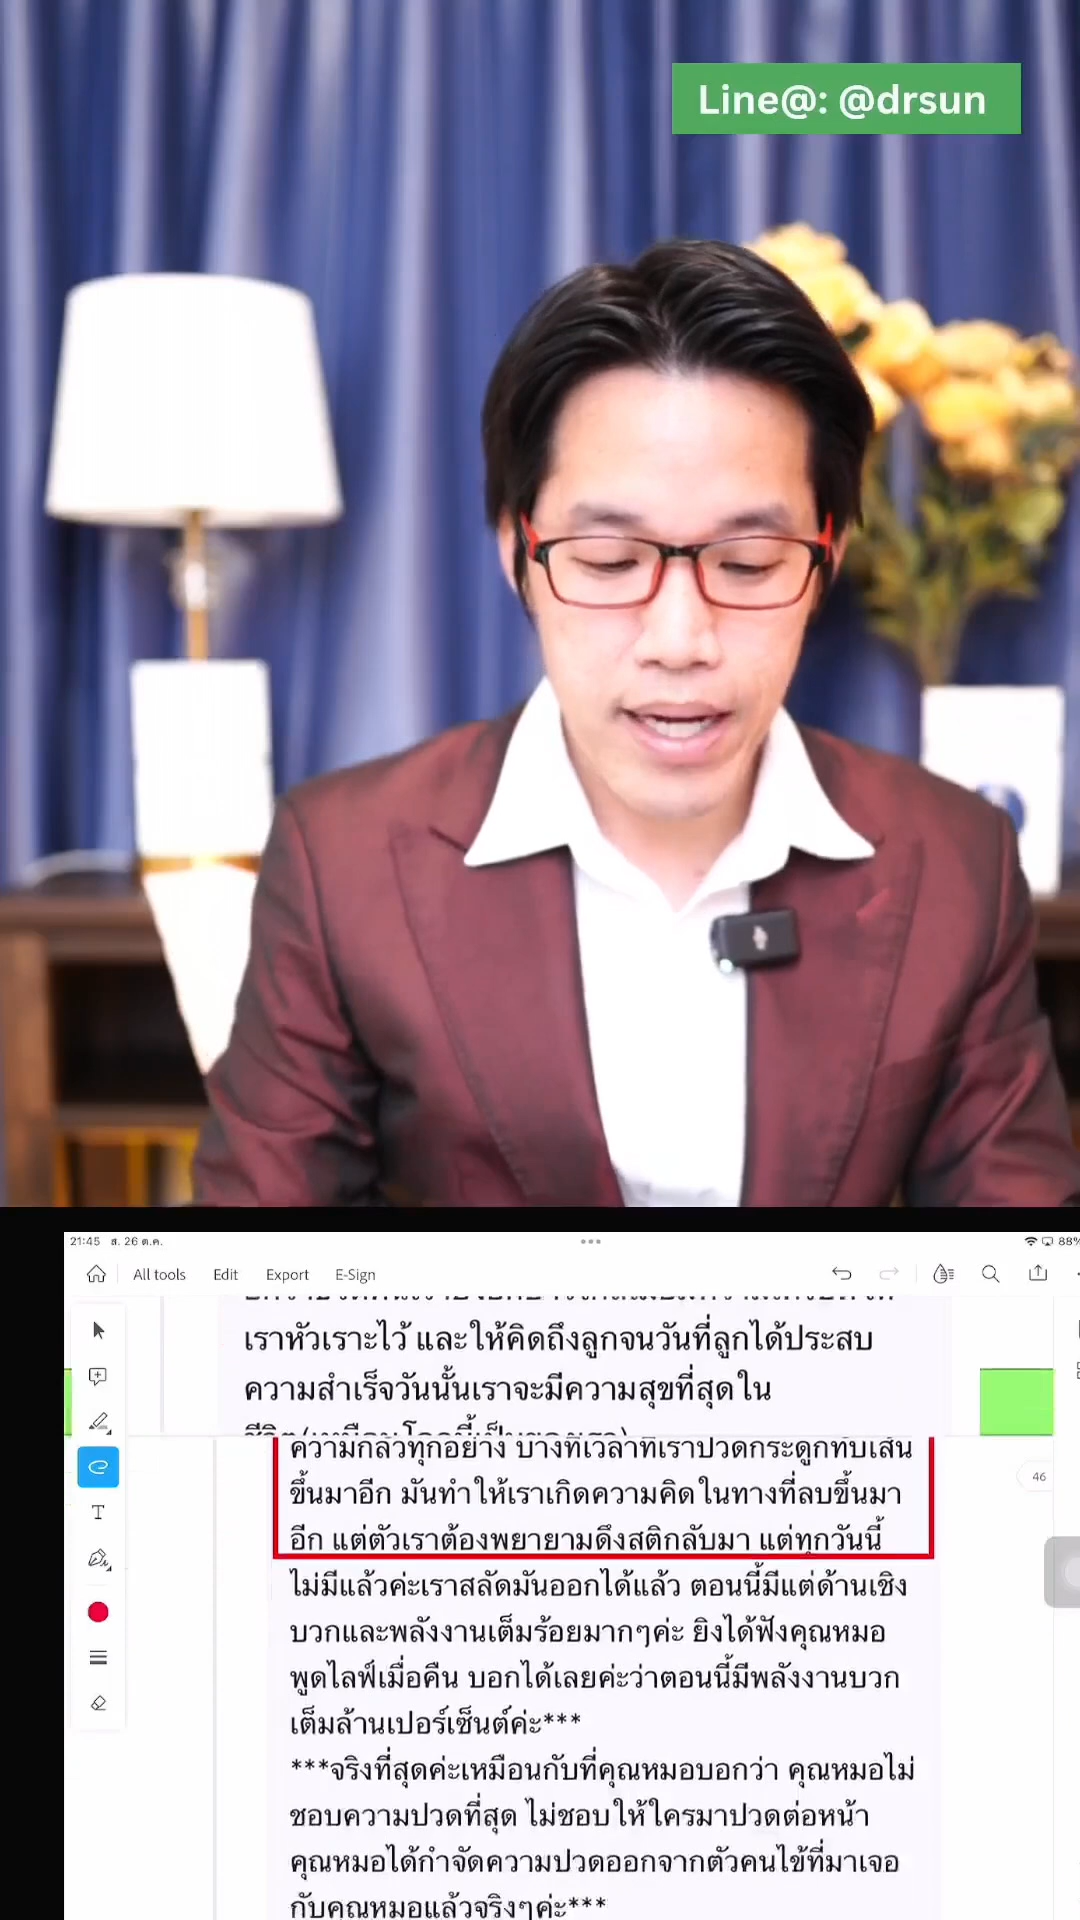 Line@: @drsun
21:45 ส. 26 ต.ค.
88%
All tools Edit Export E-Sign
เราหัวเราะไว้ และให้คิดถึงลูกจนวันที่ลูกได้ประสบ
ความสำเร็จวันนั้นเราจะมีความสุขที่สุดใน
ความกลัวทุกอย่าง บางทีเวลาที่เราปวดกระดูกทับเส้น
ขึ้นมาอีก มันทำให้เราเกิดความคิดในทางที่ลบขึ้นมา
46
อีก แต่ตัวเราต้องพยายามดึงสติกลับมา แต่ทุกวันนี้
ไม่มีแล้วค่ะเราสลัดมันออกได้แล้ว ตอนนี้มีแต่ด้านเชิง
บวกและพลังงานเต็มร้อยมากๆค่ะ ยิงได้ฟังคุณหมอ
พูดไลฟ์เมื่อคืน บอกได้เลยค่ะว่าตอนนี้มีพลังงานบวก
เต็มล้านเปอร์เซ็นต์ค่ะ***
***จริงที่สุดค่ะเหมือนกับที่คุณหมอบอกว่า คุณหมอไม่
ชอบความปวดที่สุด ไม่ชอบให้ใครมาปวดต่อหน้า
คุณหมอได้กำจัดความปวดออกจากตัวคนไข้ที่มาเจอ
กับคุณหมอแล้วจริงๆค่ะ***